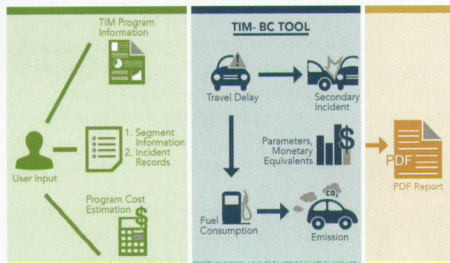 TIM Program
Information
User Input
1. Segment
Information
2. Incident
Records
Program Cost
Estimation
$
TIM- BC TOOL
Travel Delay
Secondary
Incident
Parameters,
Monetary
Equivalents
$
Fuel
Consumption
CO2
Emission
PDF
PDF Report